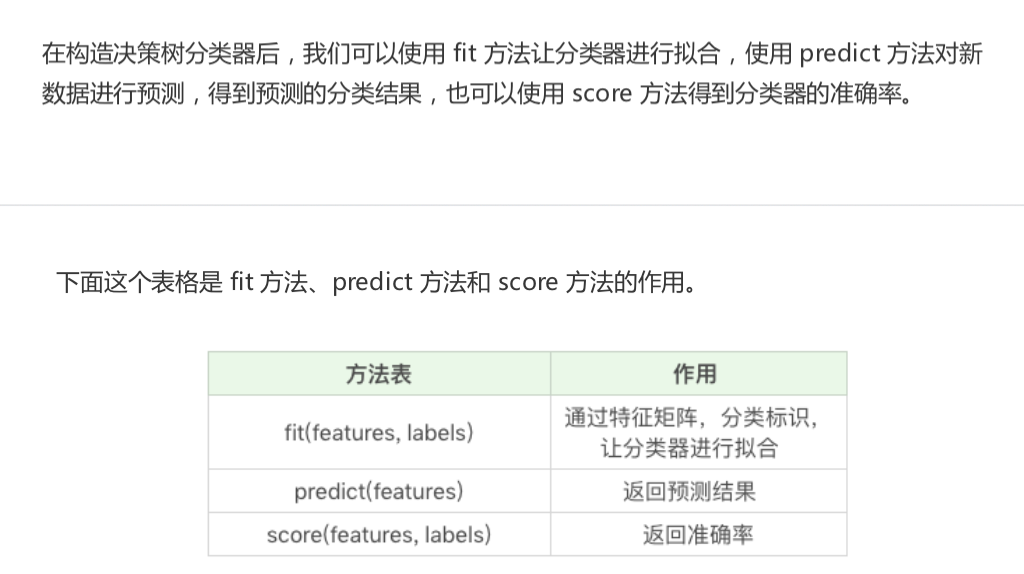 在构造决策树分类器后，我们可以使用 fit 方法让分类器进行拟合，使用 predict 方法对新
数据进行预测，得到预测的分类结果，也可以使用 score 方法得到分类器的准确率。
下面这个表格是 fit 方法、predict 方法和 score 方法的作用。
方法表 作用
fit(features, labels) 通过特征矩阵，分类标识，
让分类器进行拟合
predict(features) 返回预测结果
score(features, labels) 返回准确率